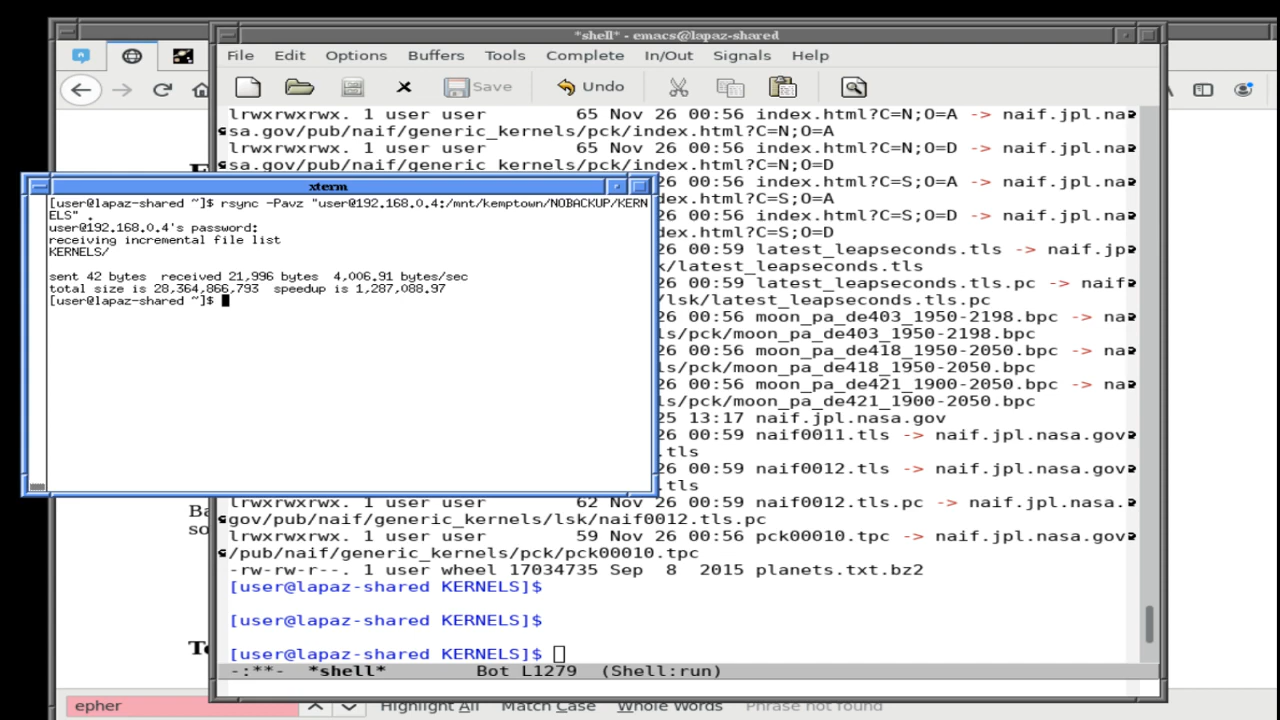 *shell* - emacs@lapaz-shared
File Edit Options Buffers Tools Complete In/Out Signals Help
Save Undo
lrwxrwxrwx. 1 user user 65 Nov 26 00:56 index.html?C=N;O=A -> naif.jpl.na
sa.gov/pub/naif/generic_kernels/pck/index.html?C=N;O=A
lrwxrwxrwx. 1 user user 65 Nov 26 00:59 index.html?C=N;O=D -> naif.jpl.na
sa.gov/pub/naif/generic_kernels/pck/index.html?C=N;O=D
26 00:56 index.html?C=S;O=A -> naif.jpl.na
index.html?C=S;O=A
26 00:56 index.html?C=S;O=D -> naif.jpl.na
index.html?C=S;O=D
26 00:59 latest_leapseconds.tls -> naif.jp
k/latest_leapseconds.tls
26 00:59 latest_leapseconds.tls.pc -> naif
/lsk/latest_leapseconds.tls.pc
26 00:56 moon_pa_de403_1950-2198.bpc -> na
ls/pck/moon_pa_de403_1950-2198.bpc
26 00:56 moon_pa_de418_1950-2050.bpc -> na
ls/pck/moon_pa_de418_1950-2050.bpc
26 00:56 moon_pa_de421_1900-2050.bpc -> na
ls/pck/moon_pa_de421_1900-2050.bpc
25 13:17 naif.jpl.nasa.gov
26 00:59 naif0011.tls -> naif.jpl.nasa.gov
.tls
26 00:59 naif0012.tls -> naif.jpl.nasa.gov
.tls
lrwxrwxrwx. 1 user user 62 Nov 26 00:59 naif0012.tls.pc -> naif.jpl.nasa.
gov/pub/naif/generic_kernels/lsk/naif0012.tls.pc
lrwxrwxrwx. 1 user user 59 Nov 26 00:56 pck00010.tpc -> naif.jpl.nasa.gov
/pub/naif/generic_kernels/pck/pck00010.tpc
-rw-rw-r--. 1 user wheel 17034735 Sep 8 2015 planets.txt.bz2
[user@lapaz-shared KERNELS]$
[user@lapaz-shared KERNELS]$
[user@lapaz-shared KERNELS]$
-:**- *shell* Bot L1279 (Shell:run)
xterm
[user@lapaz-shared ~]$ rsync -Pavz "user@192.168.0.4:/mnt/kemptown/NOBACKUP/KERN
ELS" .
user@192.168.0.4's password:
receiving incremental file list
KERNELS/
sent 42 bytes received 21,996 bytes 4,006.91 bytes/sec
total size is 28,364,866,793 speedup is 1,287,088.97
[user@lapaz-shared ~]$
Ba
so
To
epher Highlight All Match Case Whole Words Phrase not found